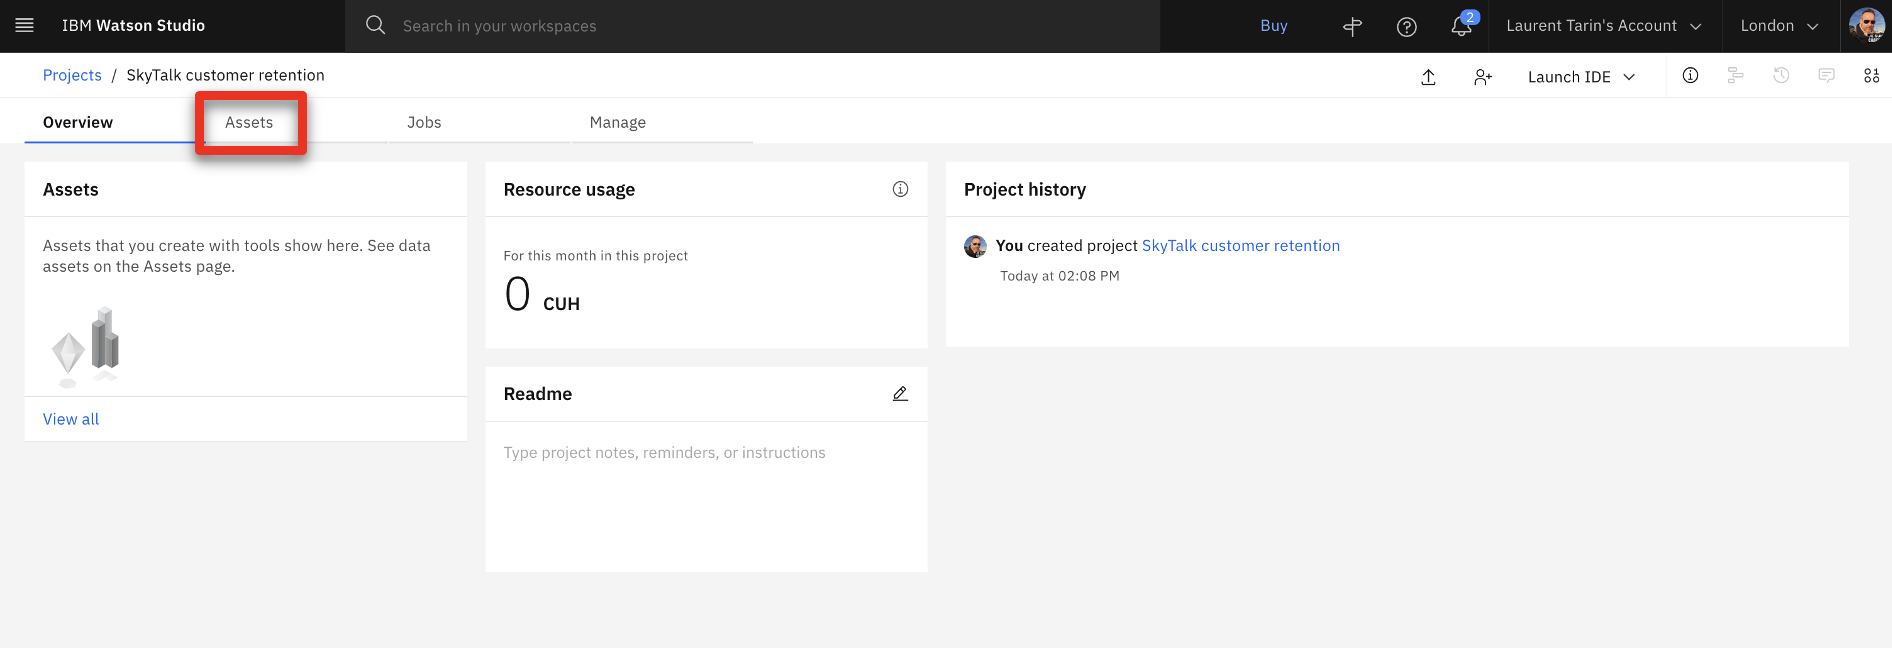 IBM Watson Studio
Search in your workspaces
Buy
2
Laurent Tarin's Account
London
Projects / SkyTalk customer retention
Launch IDE
Overview
Assets
Jobs
Manage
Assets
Assets that you create with tools show here. See data
assets on the Assets page.
View all
Resource usage
For this month in this project
0 CUH
Readme
Type project notes, reminders, or instructions
Project history
You created project SkyTalk customer retention
Today at 02:08 PM